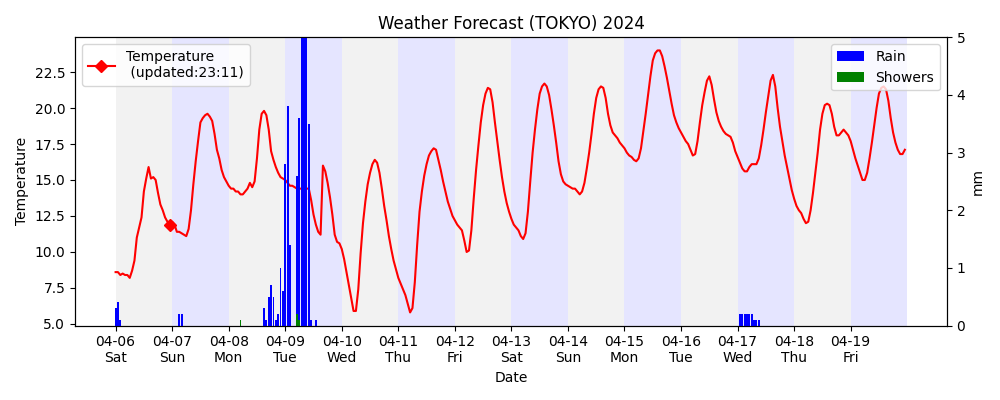 Weather Forecast (TOKYO) 2024
Temperature
(updated:23:11)
Rain
Showers
Temperature
22.5
20.0
17.5
15.0
12.5
10.0
7.5
5.0
5
4
3
2
1
0
mm
04-06 04-07 04-08 04-09 04-10 04-11 04-12 04-13 04-14 04-15 04-16 04-17 04-18 04-19
Sat Sun Mon Tue Wed Thu Fri Sat Sun Mon Tue Wed Thu Fri
Date